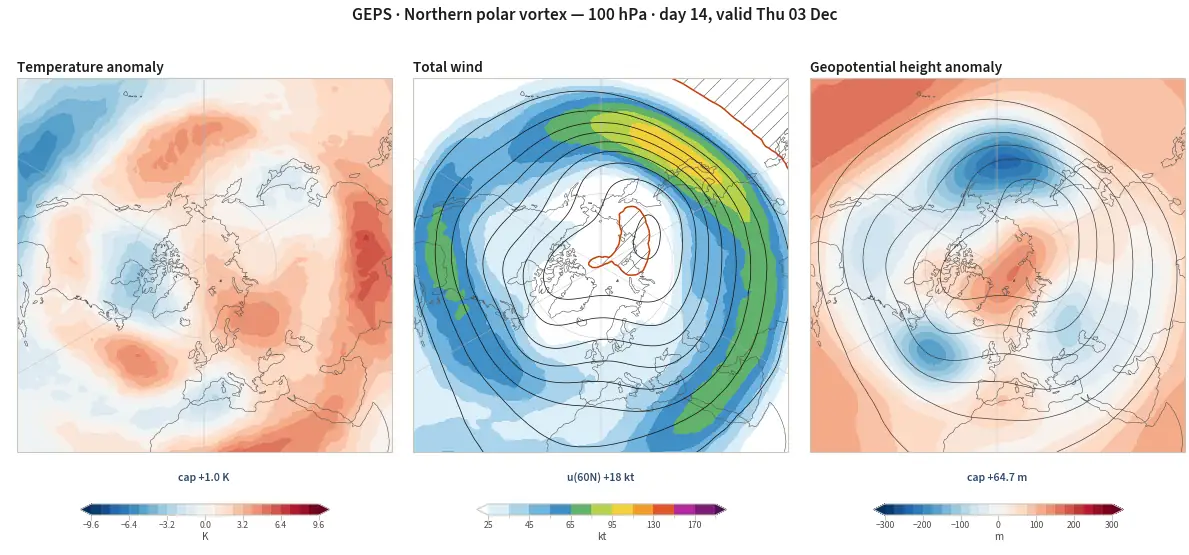 GEPS · Northern polar vortex — 100 hPa · day 14, valid Thu 03 Dec
Temperature anomaly
Total wind
Geopotential height anomaly
cap +1.0 K
u(60N) +18 kt
cap +64.7 m
−9.6 −6.4 −3.2 0.0 3.2 6.4 9.6
K
25 45 65 95 130 170
kt
−300 −200 −100 0 100 200 300
m